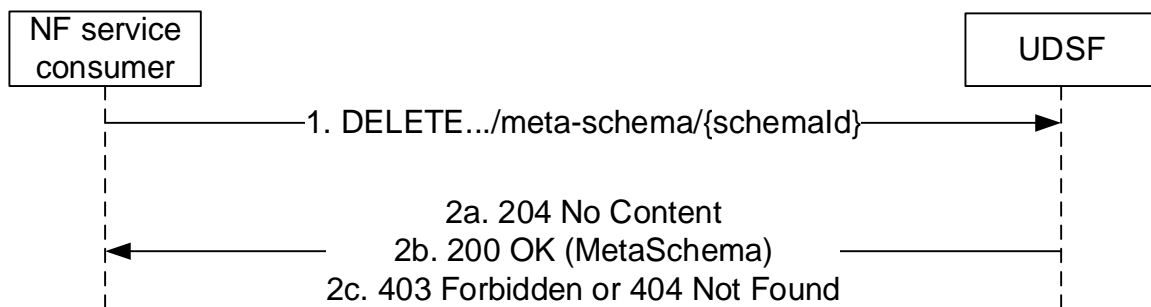 NF service
consumer
UDSF
1. DELETE.../meta-schema/{schemaId}
2a. 204 No Content
2b. 200 OK (MetaSchema)
2c. 403 Forbidden or 404 Not Found